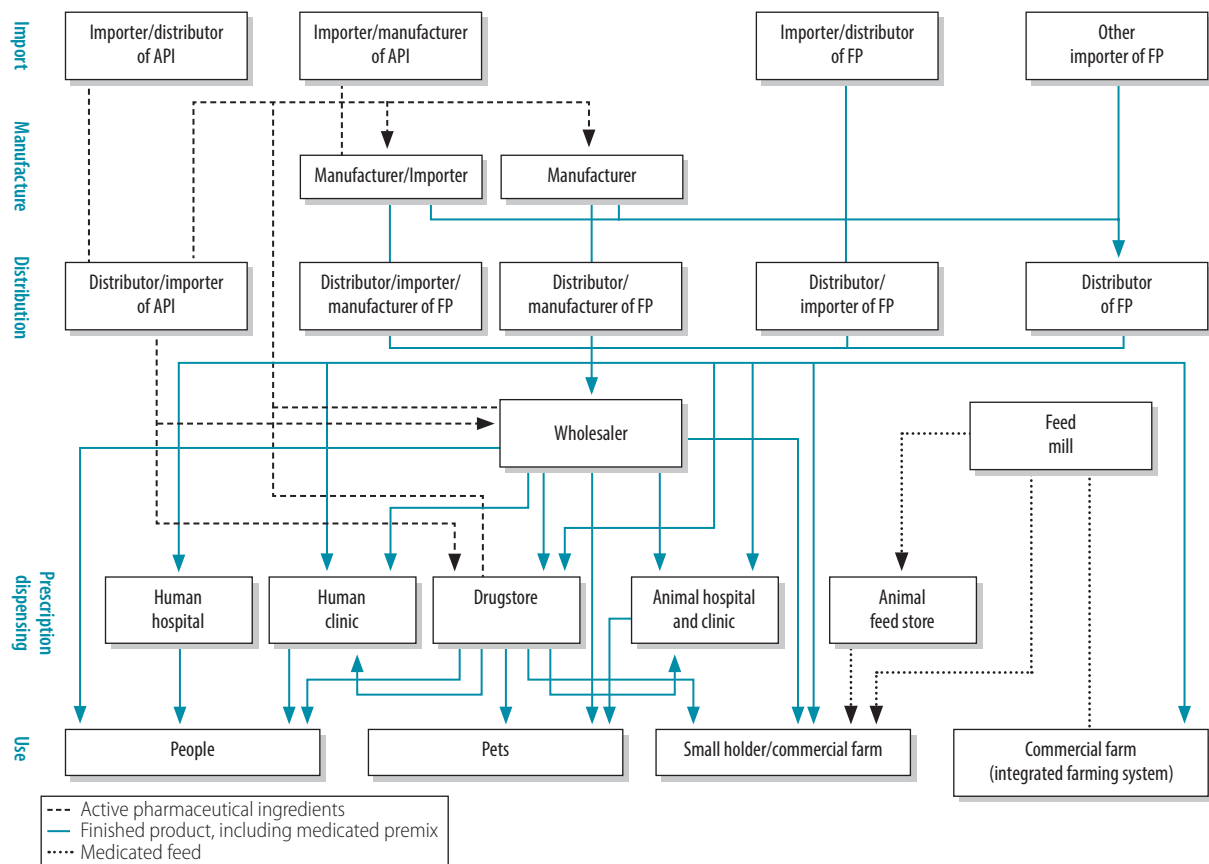 Import
Importer/distributor
of API
Importer/manufacturer
of API
Importer/distributor
of FP
Other
importer of FP
Manufacture
Manufacturer/Importer
Manufacturer
Distribution
Distributor/importer
of API
Distributor/importer/
manufacturer of FP
Distributor/
manufacturer of FP
Distributor/
importer of FP
Distributor
of FP
Wholesaler
Feed
mill
Prescription
dispensing
Human
hospital
Human
clinic
Drugstore
Animal hospital
and clinic
Animal
feed store
Use
People
Pets
Small holder/commercial farm
Commercial farm
(integrated farming system)
Active pharmaceutical ingredients
Finished product, including medicated premix
Medicated feed